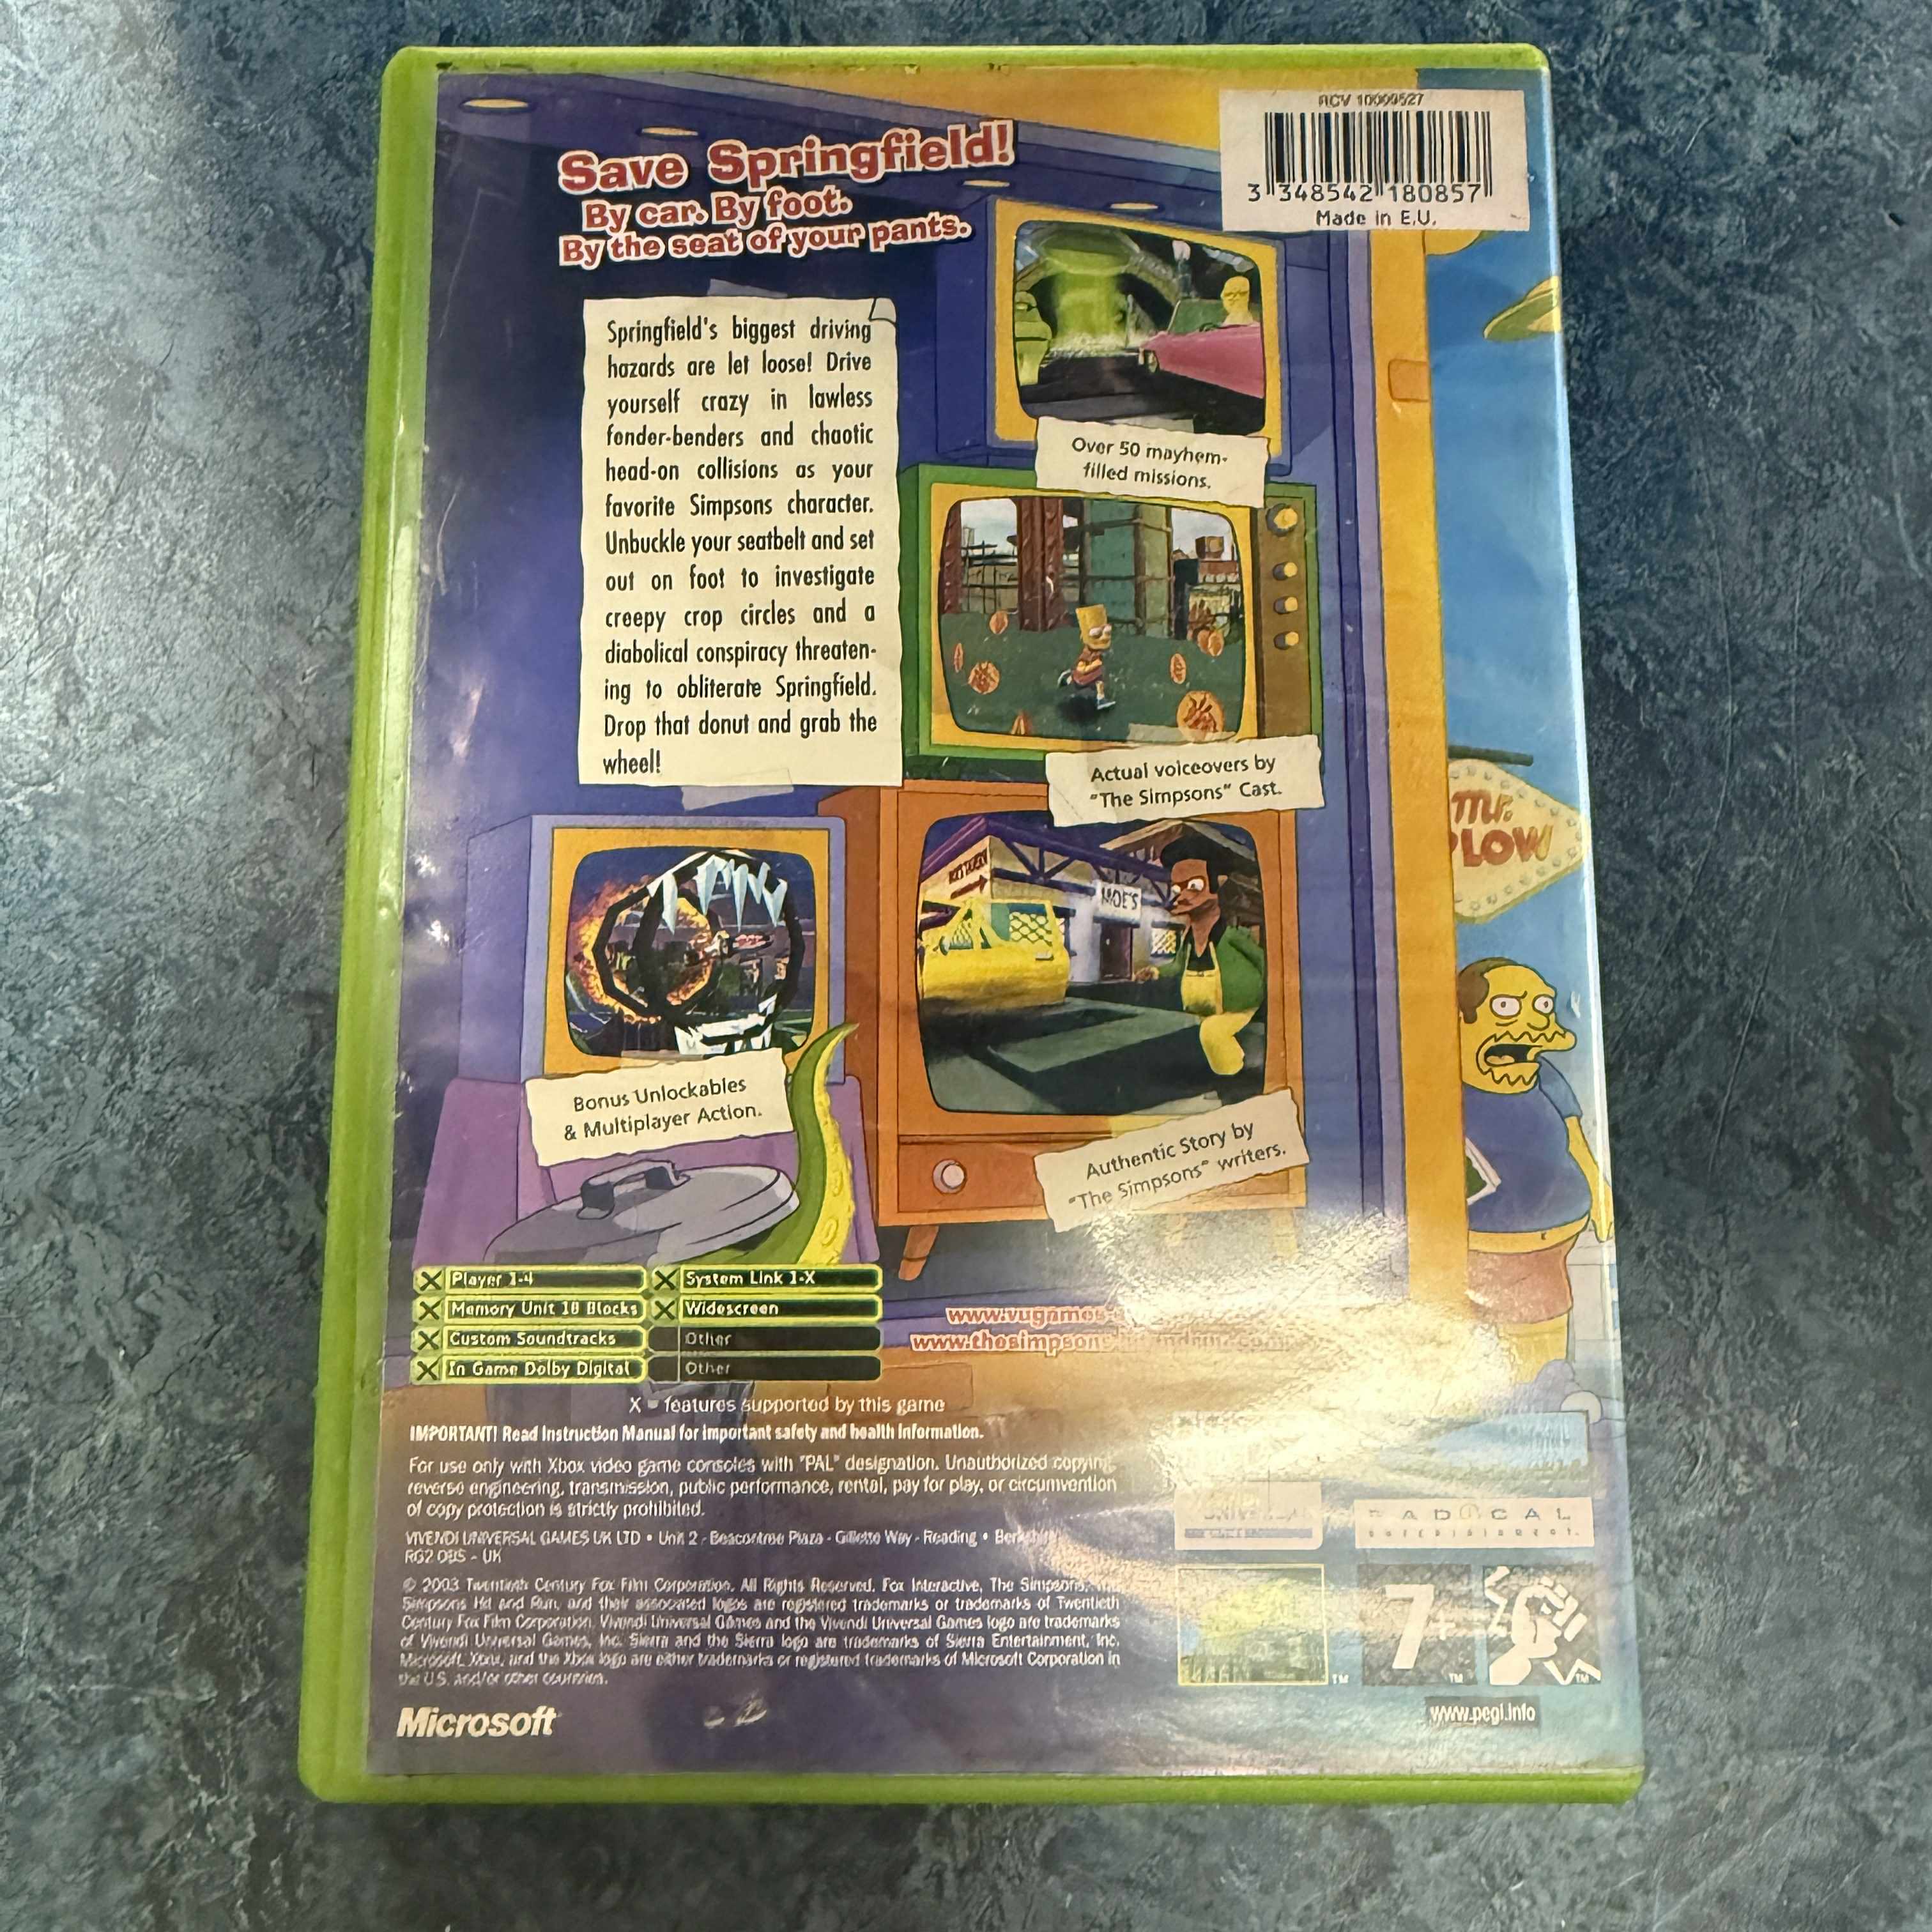 RCV 10009527
3 348542 180857
Made in E.U.
Save Springfield!
By car. By foot.
By the seat of your pants.
Springfield's biggest driving
hazards are let loose! Drive
yourself crazy in lawless
fender-benders and chaotic
head-on collisions as your
favorite Simpsons character.
Unbuckle your seatbelt and set
out on foot to investigate
creepy crop circles and a
diabolical conspiracy threaten-
ing to obliterate Springfield.
Drop that donut and grab the
wheel!
Over 50 mayhem-
filled missions.
Actual voiceovers by
"The Simpsons" Cast.
MOE'S
Authentic Story by
"The Simpsons" writers.
Bonus Unlockables
& Multiplayer Action.
Mr.
PLOW
Player 1-4
System Link 1-X
Memory Unit 10 Blocks
Widescreen
Custom Soundtracks
Other
In Game Dolby Digital
Other
www.vugames-
www.thesimpsons
X = features supported by this game
IMPORTANT! Read Instruction Manual for important safety and health information.
For use only with Xbox video game consoles with "PAL" designation. Unauthorized copying,
reverse engineering, transmission, public performance, rental, pay for play, or circumvention
of copy protection is strictly prohibited.
VIVENDI UNIVERSAL GAMES UK LTD • Unit 2 - Beacontree Plaza - Gillette Way - Reading • Berkshire
RG2 0BS - UK
© 2003 Twentieth Century Fox Film Corporation. All Rights Reserved. Fox Interactive, The Simpsons,
Simpsons Hit and Run, and their associated logos are registered trademarks or trademarks of Twentieth
Century Fox Film Corporation. Vivendi Universal Games and the Vivendi Universal Games logo are trademarks
of Vivendi Universal Games, Inc. Sierra and the Sierra logo are trademarks of Sierra Entertainment, Inc.
Microsoft, Xbox, and the Xbox logo are either trademarks or registered trademarks of Microsoft Corporation in
the U.S. and/or other countries.
Microsoft
RADICAL
ENTERTAINMENT
7+
TM
TM
TM
www.pegi.info